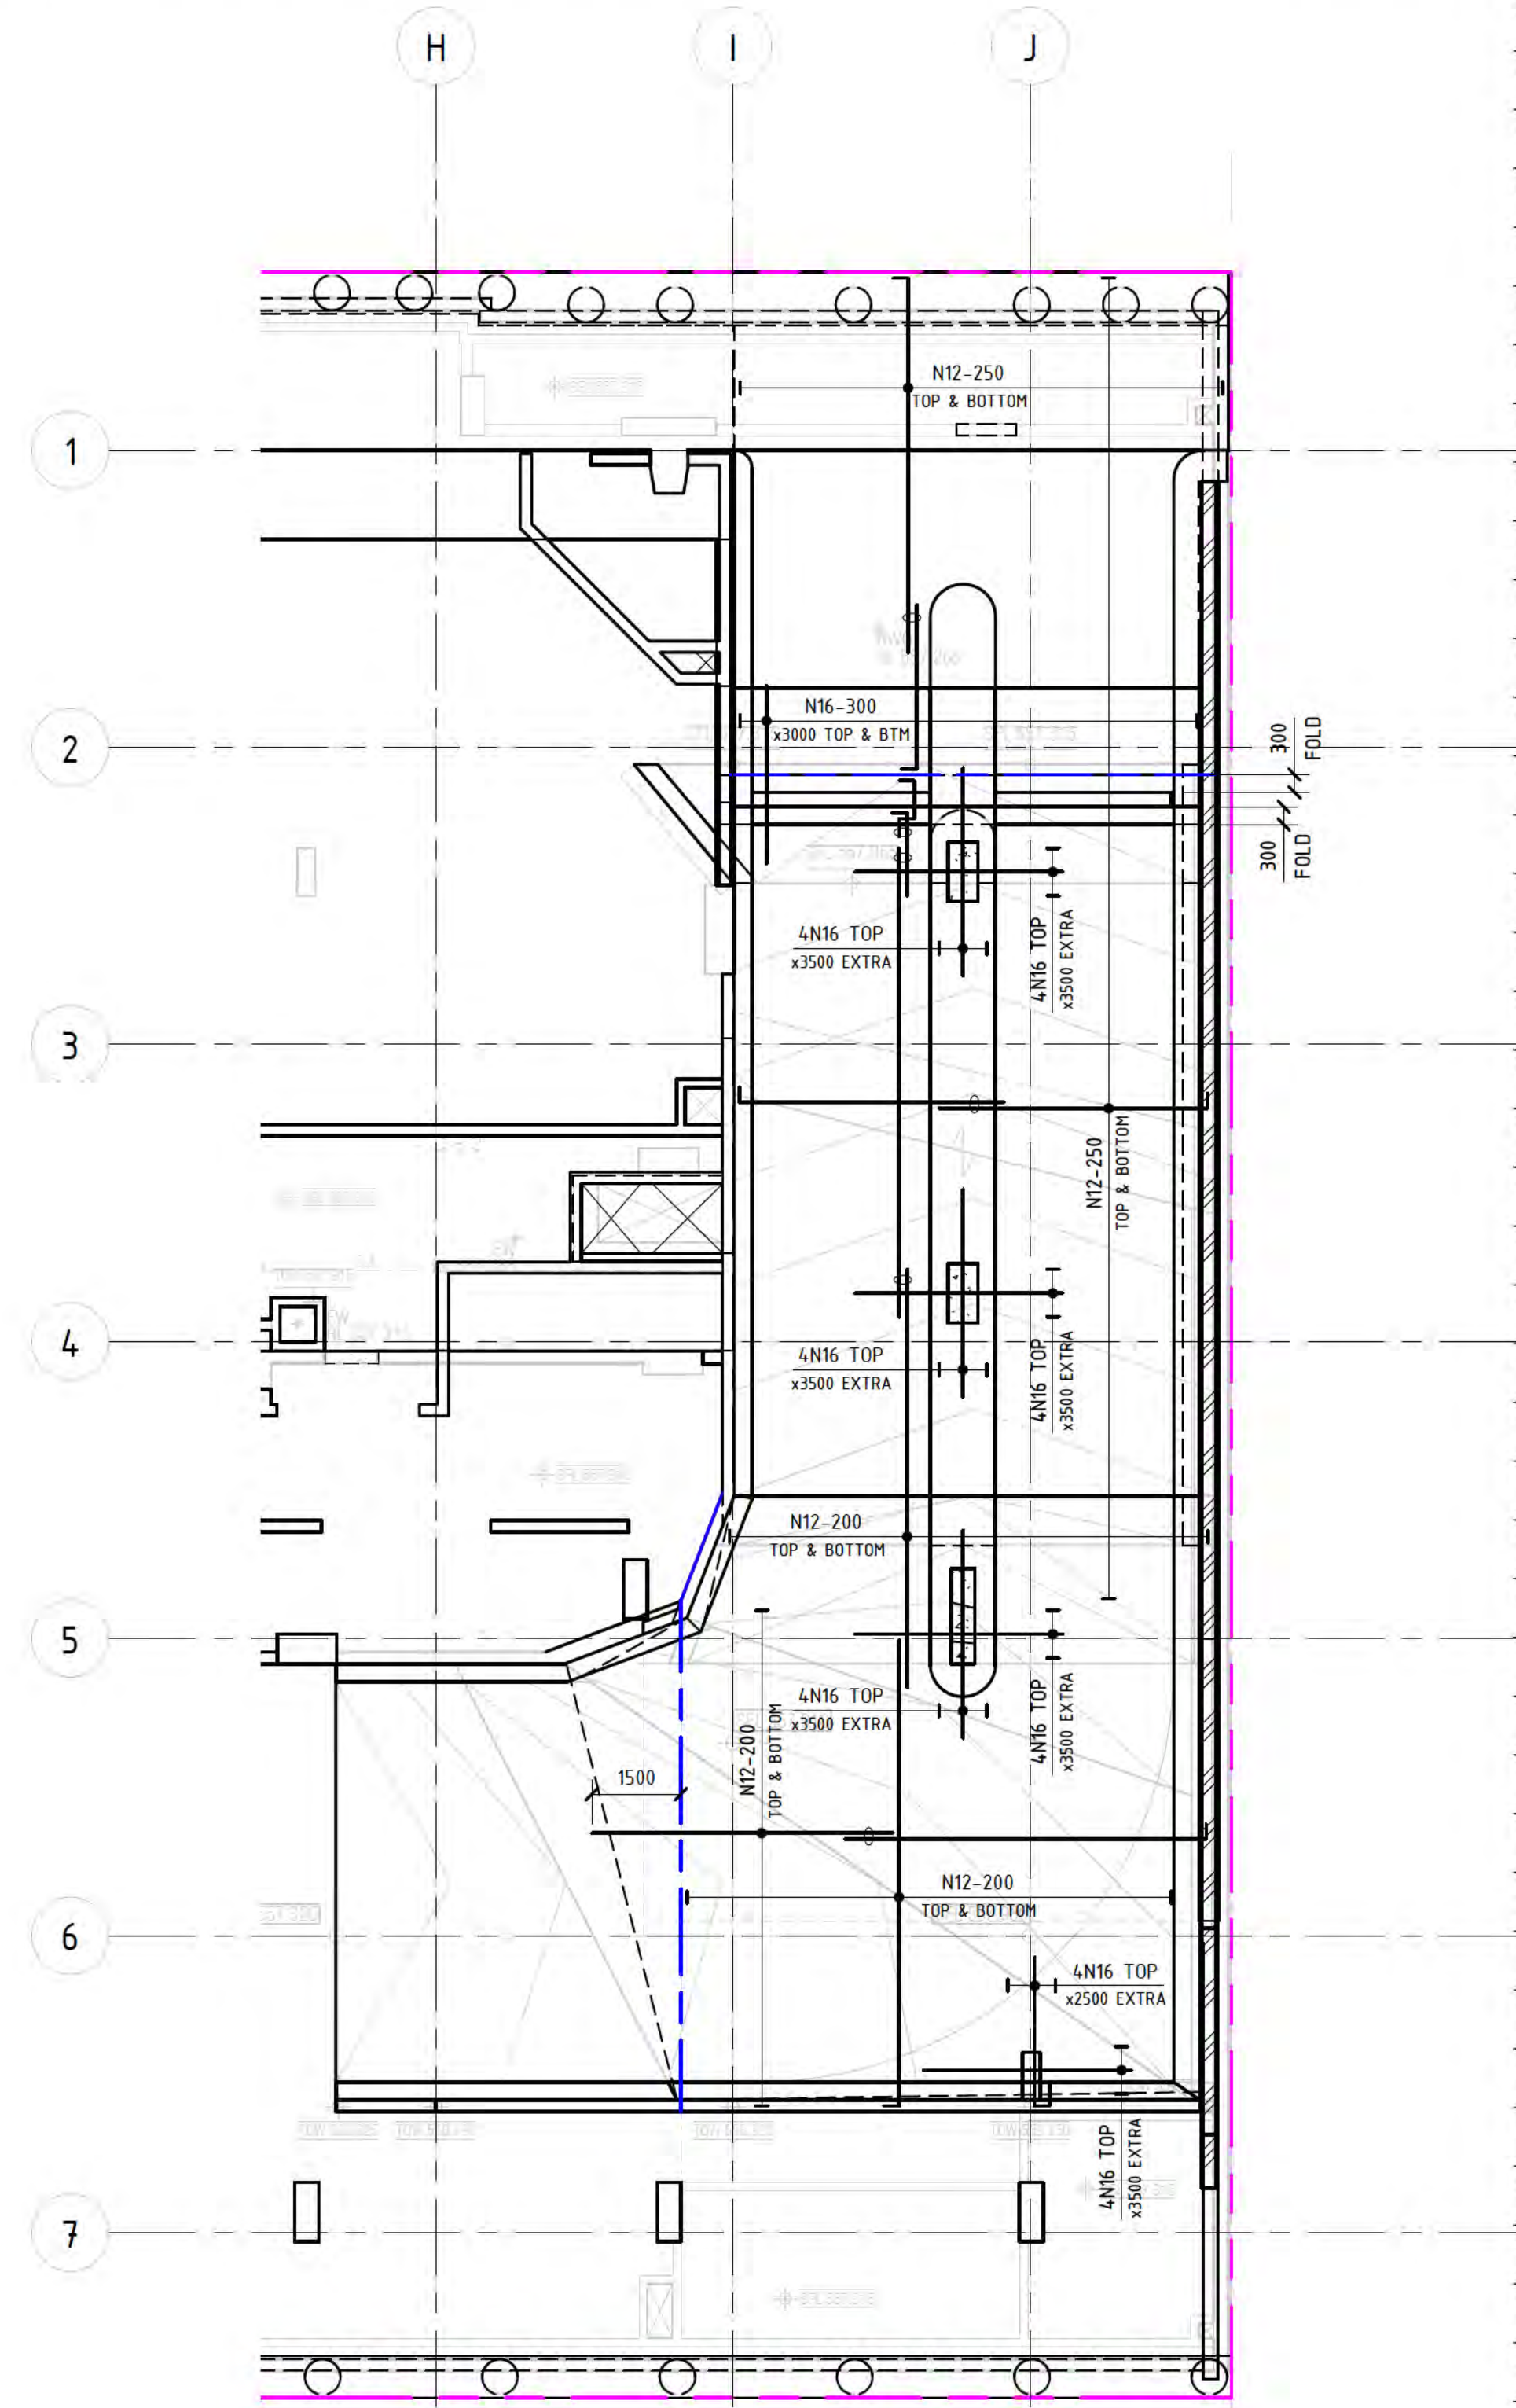 H
I
J
N12-250
TOP & BOTTOM
1
N16-300
x3000 TOP & BTM
2
300
FOLD
300
FOLD
4N16 TOP
x3500 EXTRA
4N16 TOP
x3500 EXTRA
3
N12-250
TOP & BOTTOM
4
4N16 TOP
x3500 EXTRA
4N16 TOP
x3500 EXTRA
N12-200
TOP & BOTTOM
5
4N16 TOP
x3500 EXTRA
4N16 TOP
x3500 EXTRA
N12-200
TOP & BOTTOM
1500
N12-200
TOP & BOTTOM
6
4N16 TOP
x2500 EXTRA
4N16 TOP
x3500 EXTRA
7